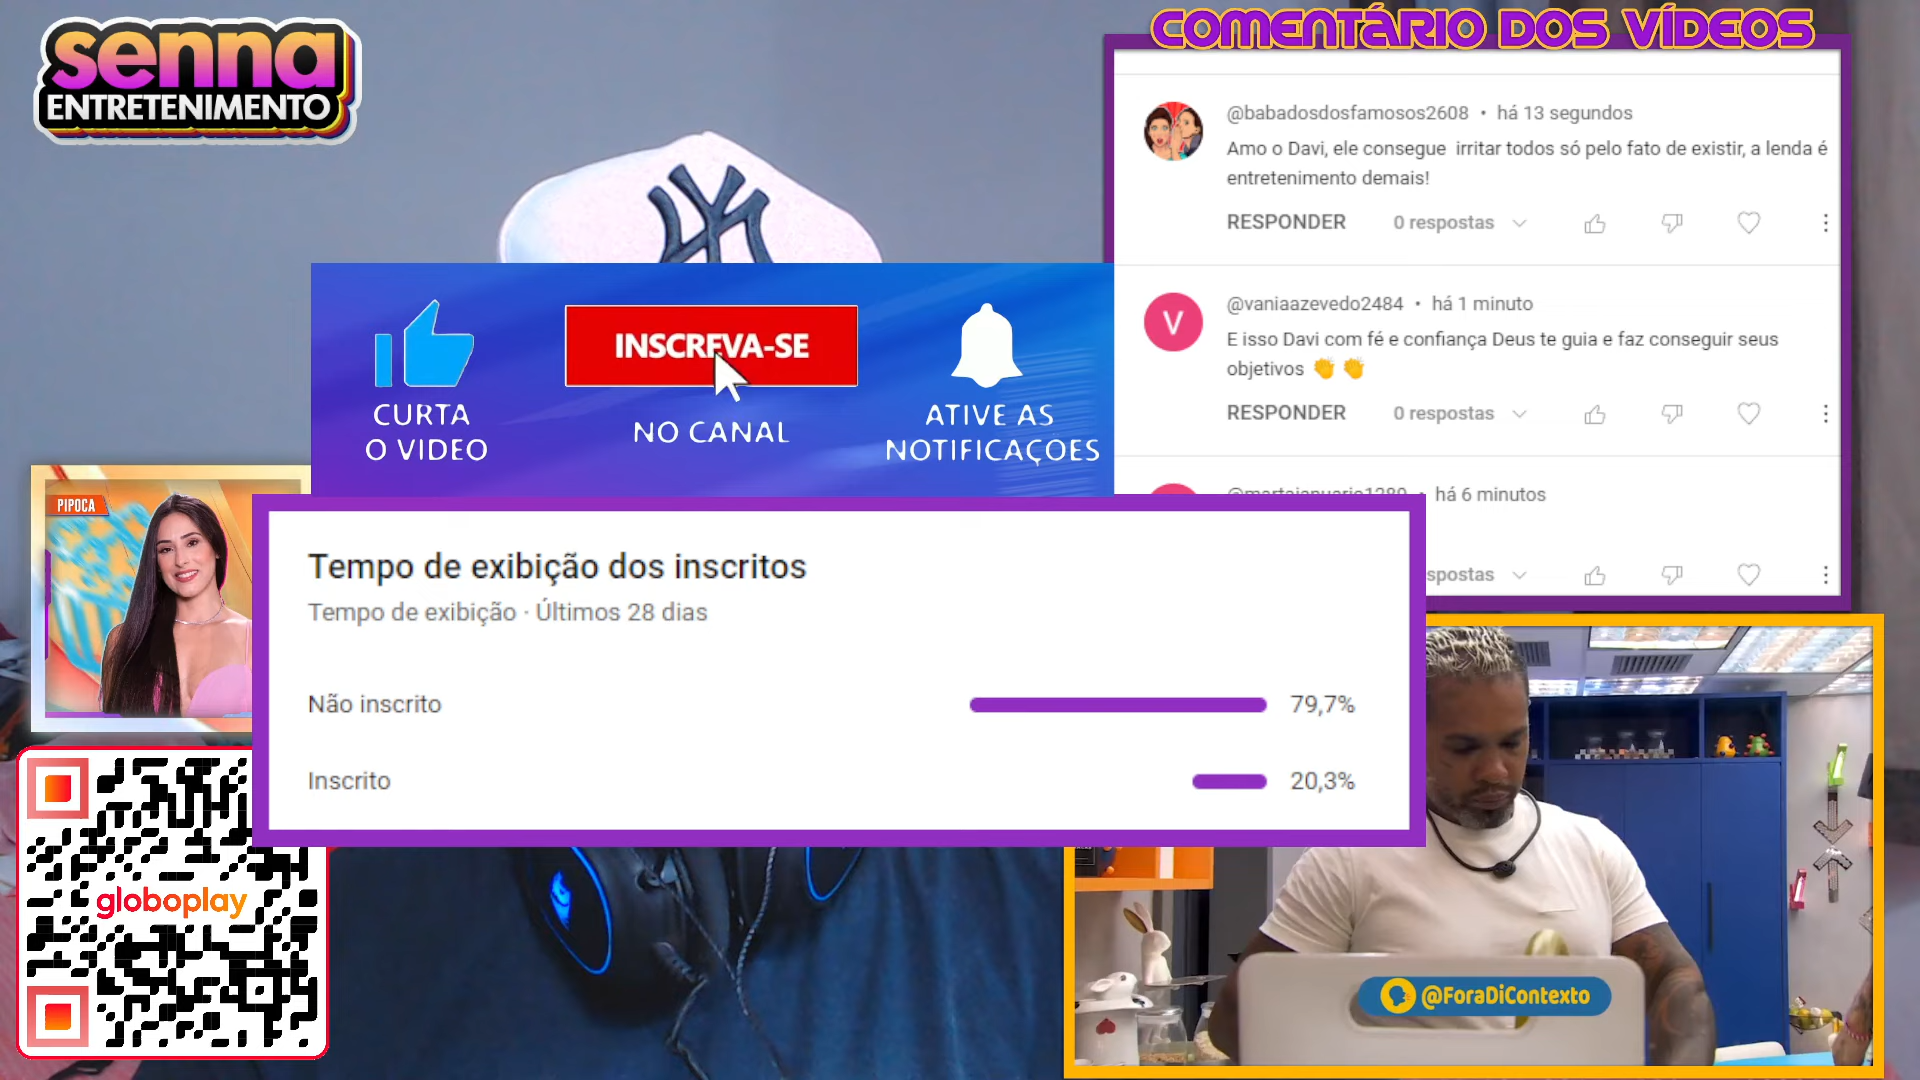 senna
ENTRETENIMENTO
COMENTÁRIO DOS VÍDEOS
@babadosdosfamosos2608 • há 13 segundos
Amo o Davi, ele consegue irritar todos só pelo fato de existir, a lenda é
entretenimento demais!
RESPONDER 0 respostas
@vaniaazevedo2484 • há 1 minuto
V
E isso Davi com fé e confiança Deus te guia e faz conseguir seus
objetivos 👏 👏
RESPONDER 0 respostas
há 6 minutos
spostas
INSCREVA-SE
CURTA
O VIDEO
NO CANAL
ATIVE AS
NOTIFICAÇOES
PIPOCA
Tempo de exibição dos inscritos
Tempo de exibição · Últimos 28 dias
Não inscrito 79,7%
Inscrito 20,3%
globoplay
@ForaDiContexto